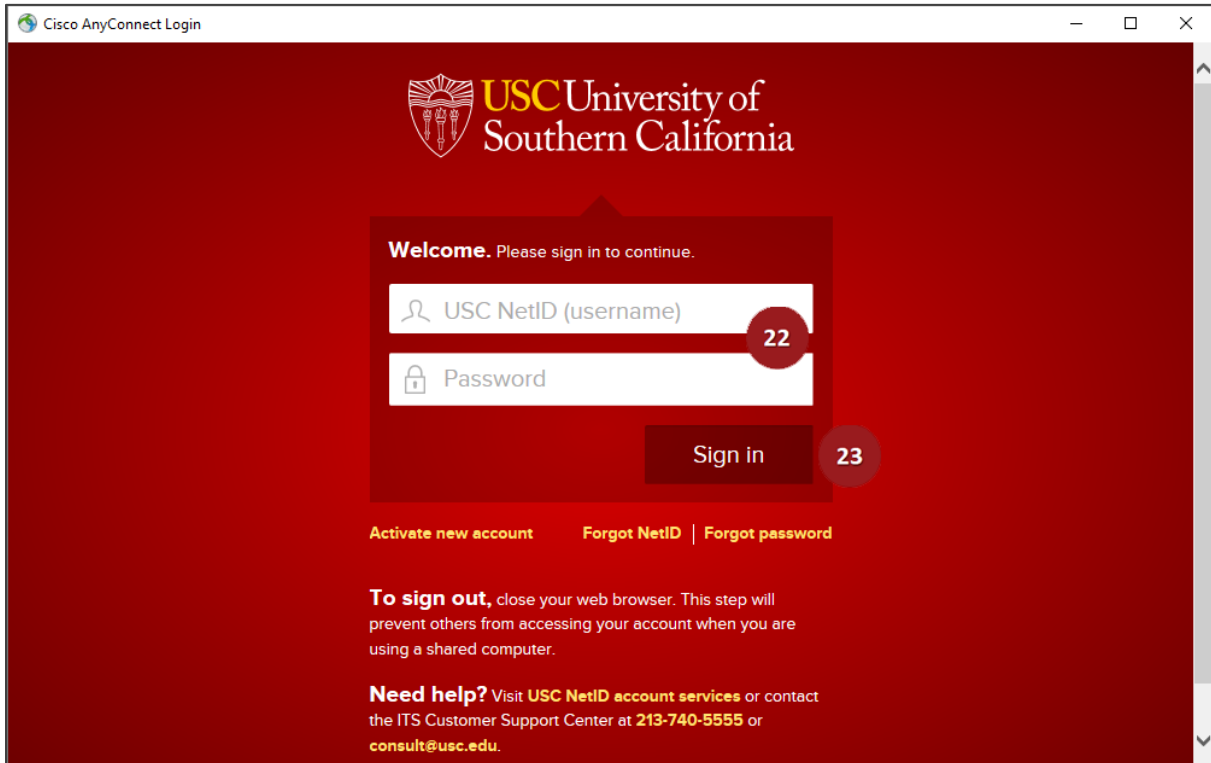 Cisco AnyConnect Login
USC University of
Southern California
Welcome. Please sign in to continue.
USC NetID (username)
22
Password
Sign in
23
Activate new account Forgot NetID | Forgot password
To sign out, close your web browser. This step will
prevent others from accessing your account when you are
using a shared computer.
Need help? Visit USC NetID account services or contact
the ITS Customer Support Center at 213-740-5555 or
consult@usc.edu.